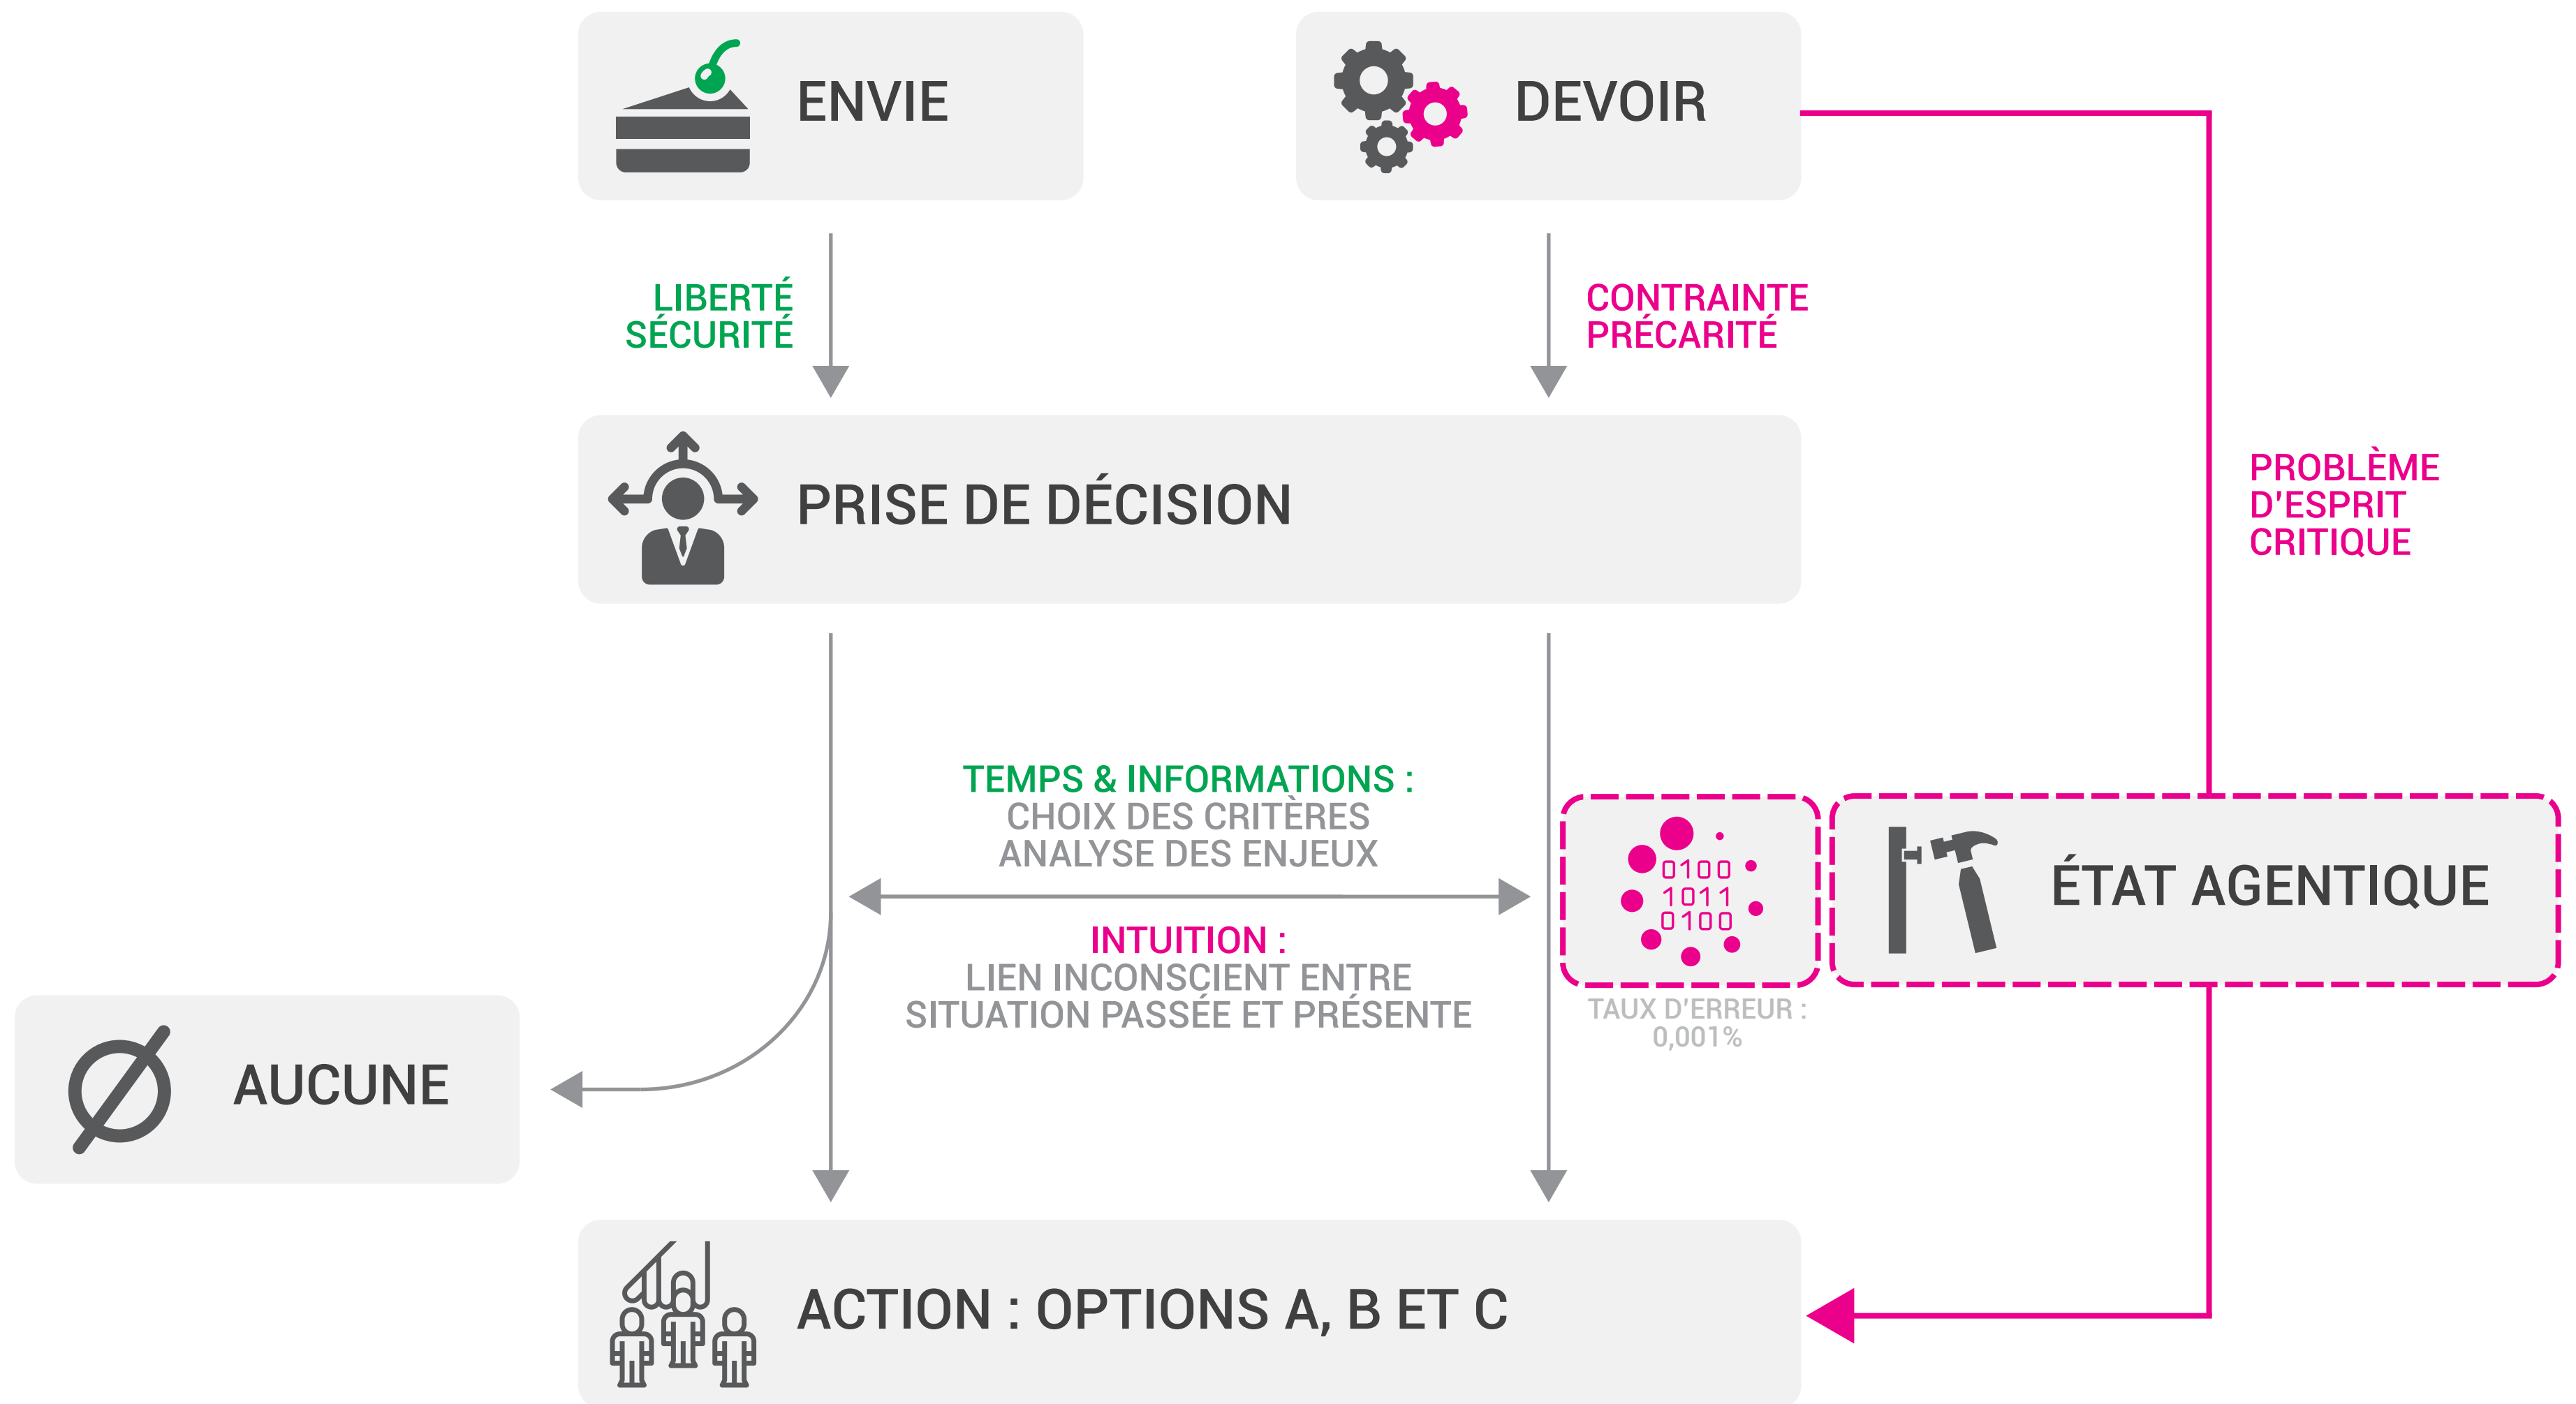 ENVIE
DEVOIR
LIBERTÉ
SÉCURITÉ
CONTRAINTE
PRÉCARITÉ
PRISE DE DÉCISION
PROBLÈME
D'ESPRIT
CRITIQUE
TEMPS & INFORMATIONS :
CHOIX DES CRITÈRES
ANALYSE DES ENJEUX
INTUITION :
LIEN INCONSCIENT ENTRE
SITUATION PASSÉE ET PRÉSENTE
0100
1011
0100
TAUX D'ERREUR :
0,001%
ÉTAT AGENTIQUE
AUCUNE
ACTION : OPTIONS A, B ET C